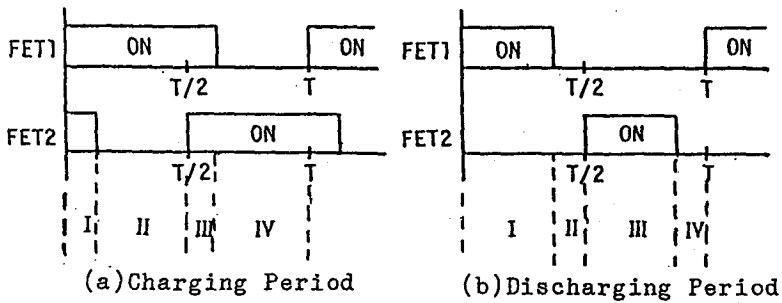 FET1 ON ON
T/2 T
FET2 ON
T/2 T
I II III IV
(a)Charging Period
FET1 ON ON
T/2 T
FET2 ON
T/2 T
I II III IV
(b)Discharging Period